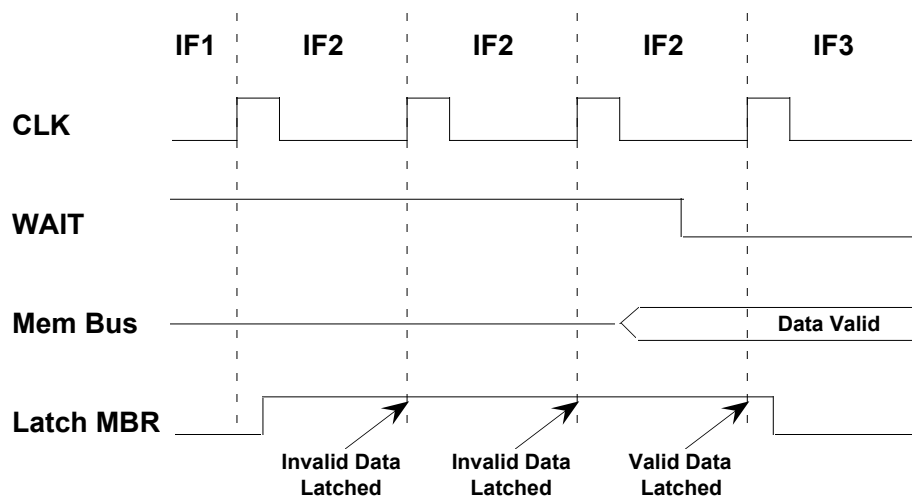 IF1 IF2 IF2 IF2 IF3
CLK
WAIT
Mem Bus
Data Valid
Latch MBR
Invalid Data Invalid Data Valid Data
Latched Latched Latched